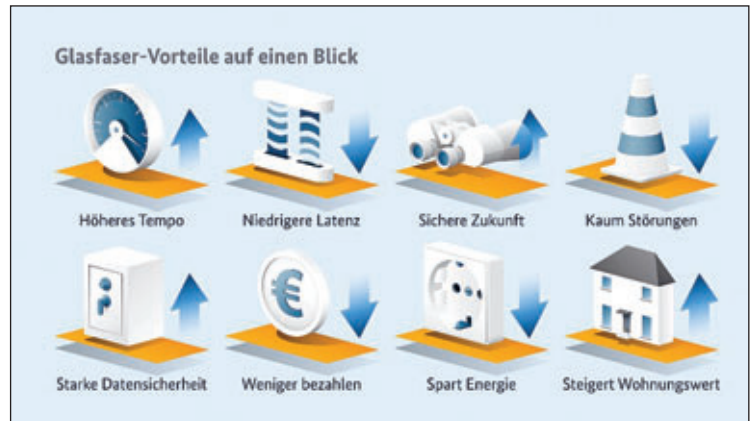 Glasfaser-Vorteile auf einen Blick
Höheres Tempo
Niedrigere Latenz
Sichere Zukunft
Kaum Störungen
€
Starke Datensicherheit
Weniger bezahlen
Spart Energie
Steigert Wohnungswert